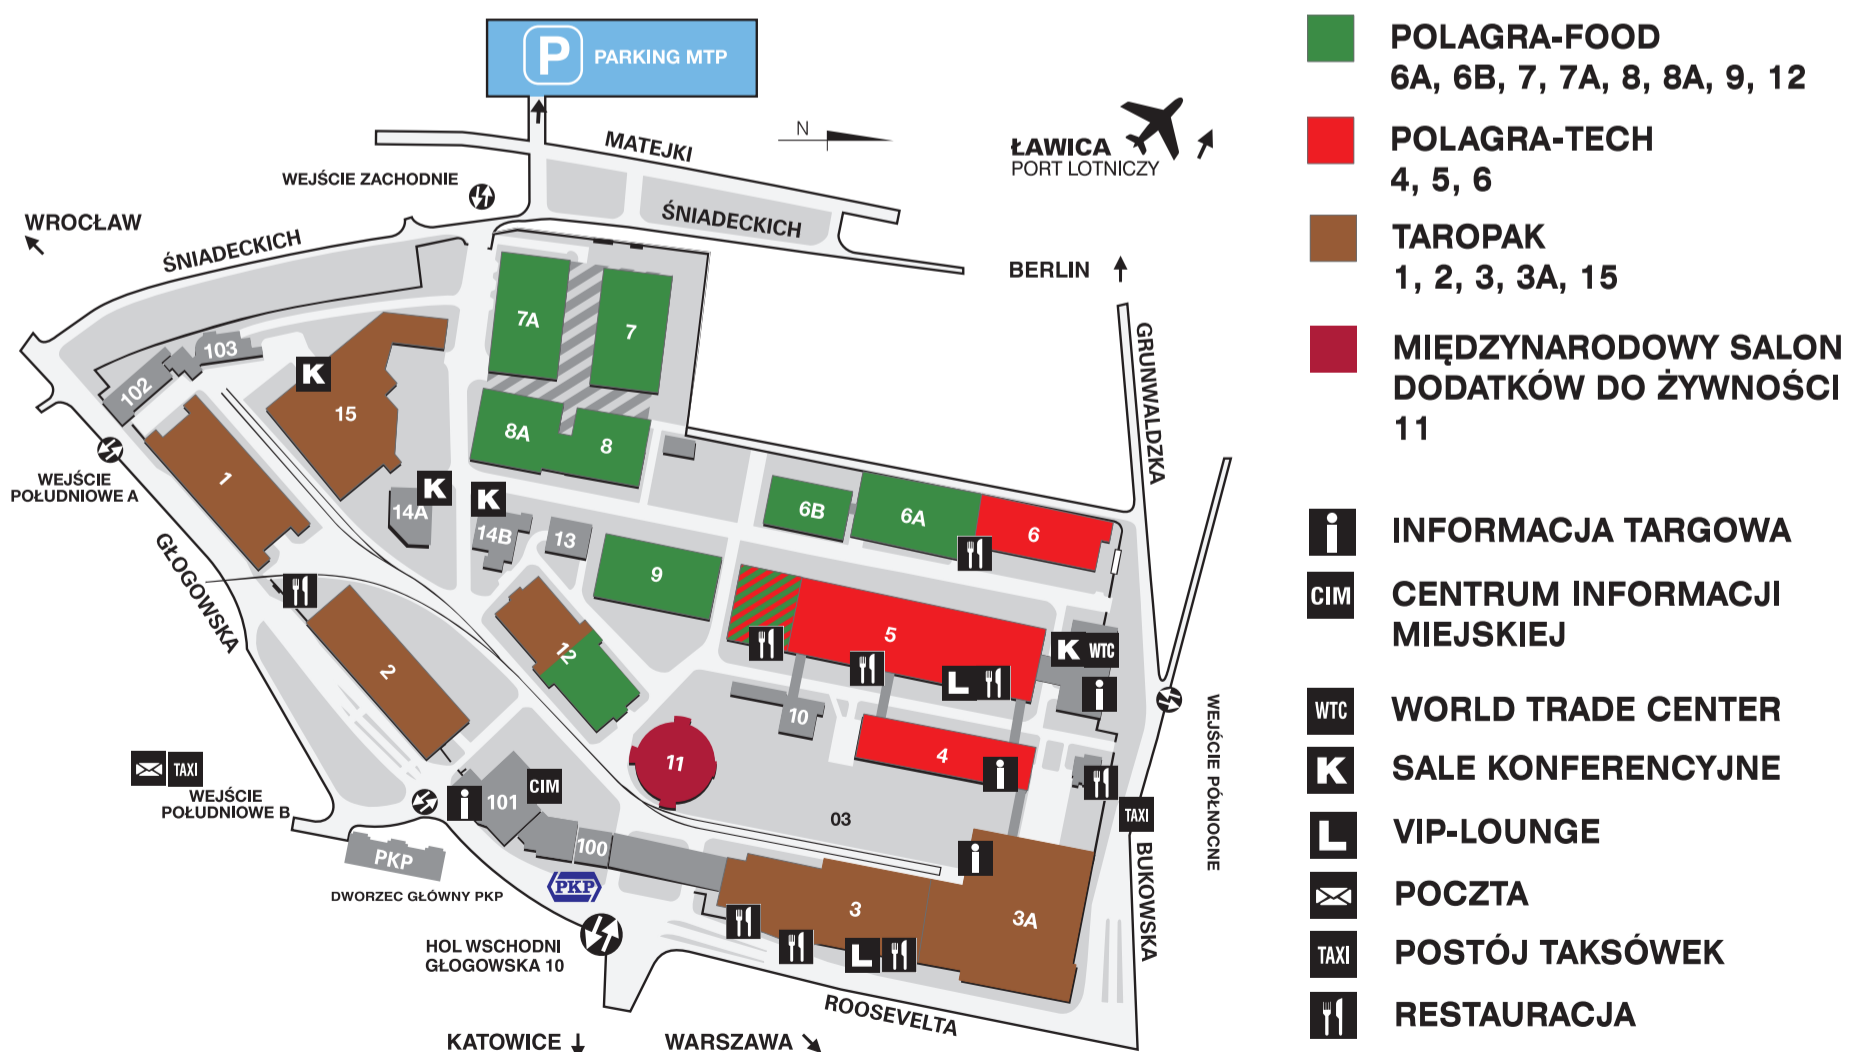 P PARKING MTP
MATEJKI
N
ŁAWICA
PORT LOTNICZY
WEJŚCIE ZACHODNIE
ŚNIADECKICH
WROCŁAW
ŚNIADECKICH
BERLIN
GRUNWALDZKA
7A
7
103
102
K
15
8A
8
1
WEJŚCIE
POŁUDNIOWE A
K
K
14A
14B
13
6B
6A
6
GŁOGOWSKA
9
5
12
2
K WTC
L
i
10
WEJŚCIE PÓŁNOCNE
11
4
i
TAXI
WEJŚCIE
POŁUDNIOWE B
i
101
CIM
03
TAXI
BUKOWSKA
i
100
PKP
PKP
DWORZEC GŁÓWNY PKP
3
3A
L
HOL WSCHODNI
GŁOGOWSKA 10
ROOSEVELTA
KATOWICE
WARSZAWA
POLAGRA-FOOD
6A, 6B, 7, 7A, 8, 8A, 9, 12
POLAGRA-TECH
4, 5, 6
TAROPAK
1, 2, 3, 3A, 15
MIĘDZYNARODOWY SALON
DODATKÓW DO ŻYWNOŚCI
11
i INFORMACJA TARGOWA
CIM CENTRUM INFORMACJI
MIEJSKIEJ
WTC WORLD TRADE CENTER
K SALE KONFERENCYJNE
L VIP-LOUNGE
POCZTA
TAXI POSTÓJ TAKSÓWEK
RESTAURACJA